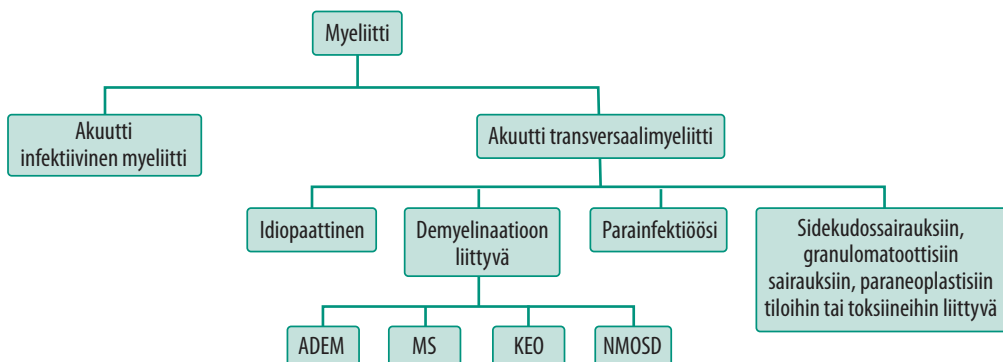 Myeliitti
Akuutti
infektiivinen myeliitti
Akuutti transversaalimyeliitti
Idiopaattinen
Demyelinaatioon
liittyvä
Parainfektiöösi
Sidekudossairauksiin,
granulomatoottisiin
sairauksiin, paraneoplastisiin
tiloihin tai toksiineihin liittyvä
ADEM
MS
KEO
NMOSD